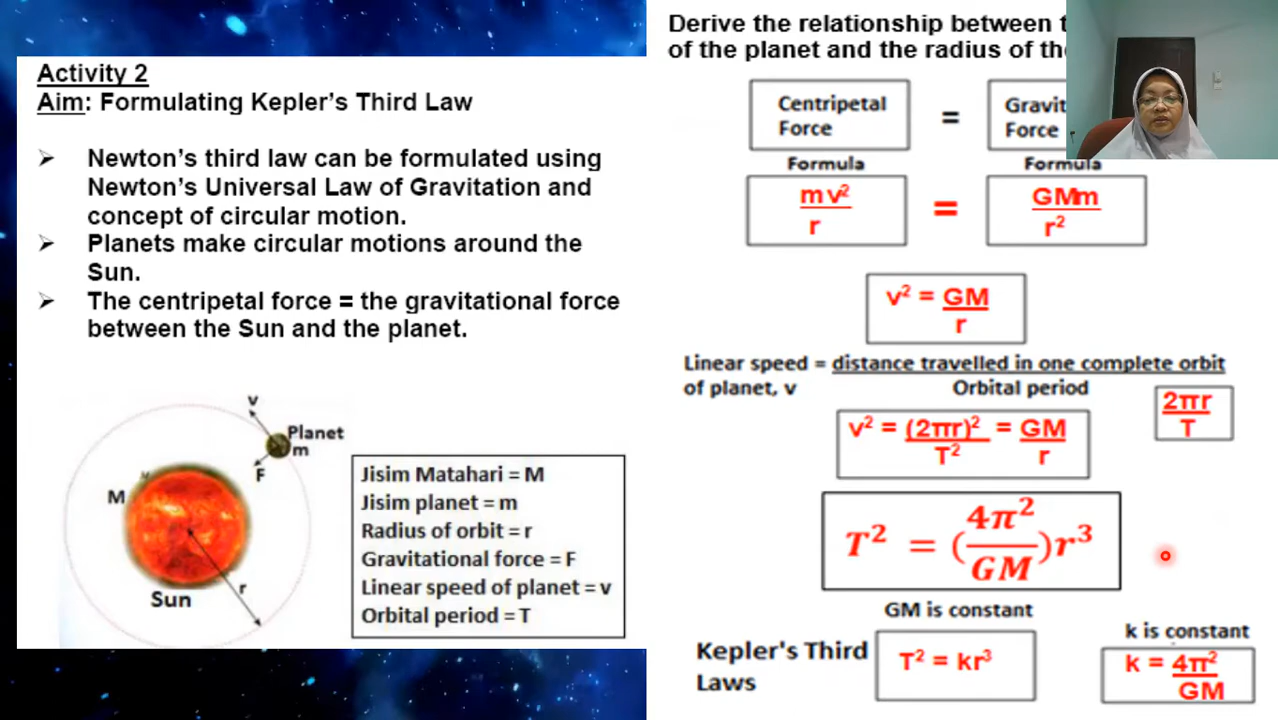 Activity 2
Aim: Formulating Kepler's Third Law
➢ Newton's third law can be formulated using
Newton's Universal Law of Gravitation and
concept of circular motion.
➢ Planets make circular motions around the
Sun.
➢ The centripetal force = the gravitational force
between the Sun and the planet.
v
Planet
m
F
M
r
Sun
Jisim Matahari = M
Jisim planet = m
Radius of orbit = r
Gravitational force = F
Linear speed of planet = v
Orbital period = T
Derive the relationship between
of the planet and the radius of
Centripetal
Force
=
Force
Formula
Formula
mv²
r
=
GMm
r²
v² = GM
r
Linear speed = distance travelled in one complete orbit
of planet, v Orbital period
2πr
T
v² = (2πr)² = GM
T² r
T² = (4π²/GM)r³
GM is constant
Kepler's Third
Laws
T² = kr³
k is constant
k = 4π²
GM